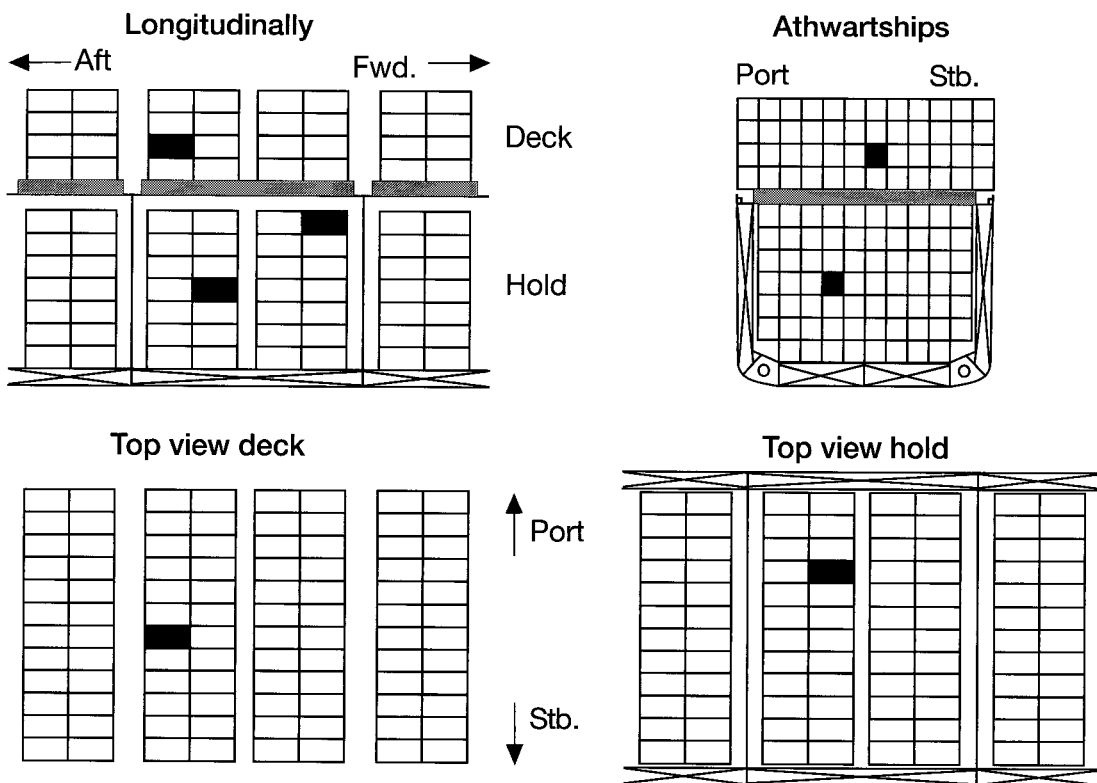 Longitudinally
Aft
Fwd.
Deck
Hold
Athwartships
Port
Stb.
Top view deck
Port
Stb.
Top view hold